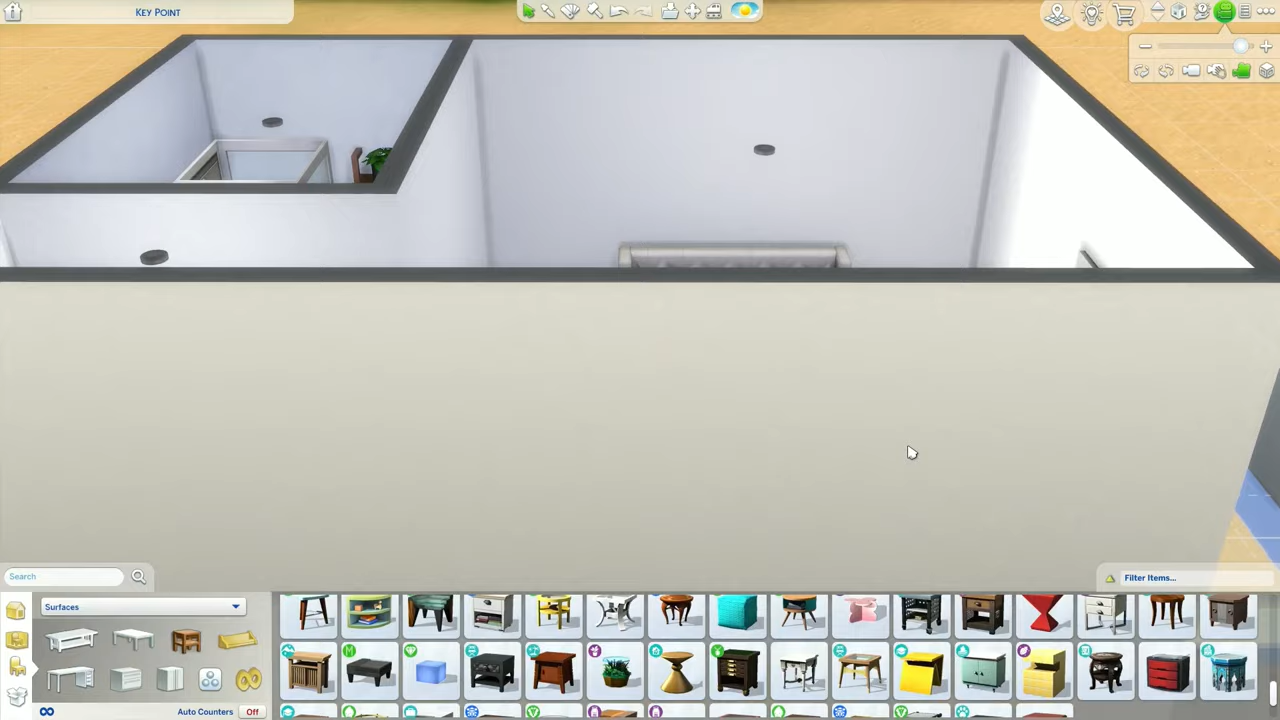 KEY POINT
Search
Filter Items...
Surfaces
Auto Counters Off